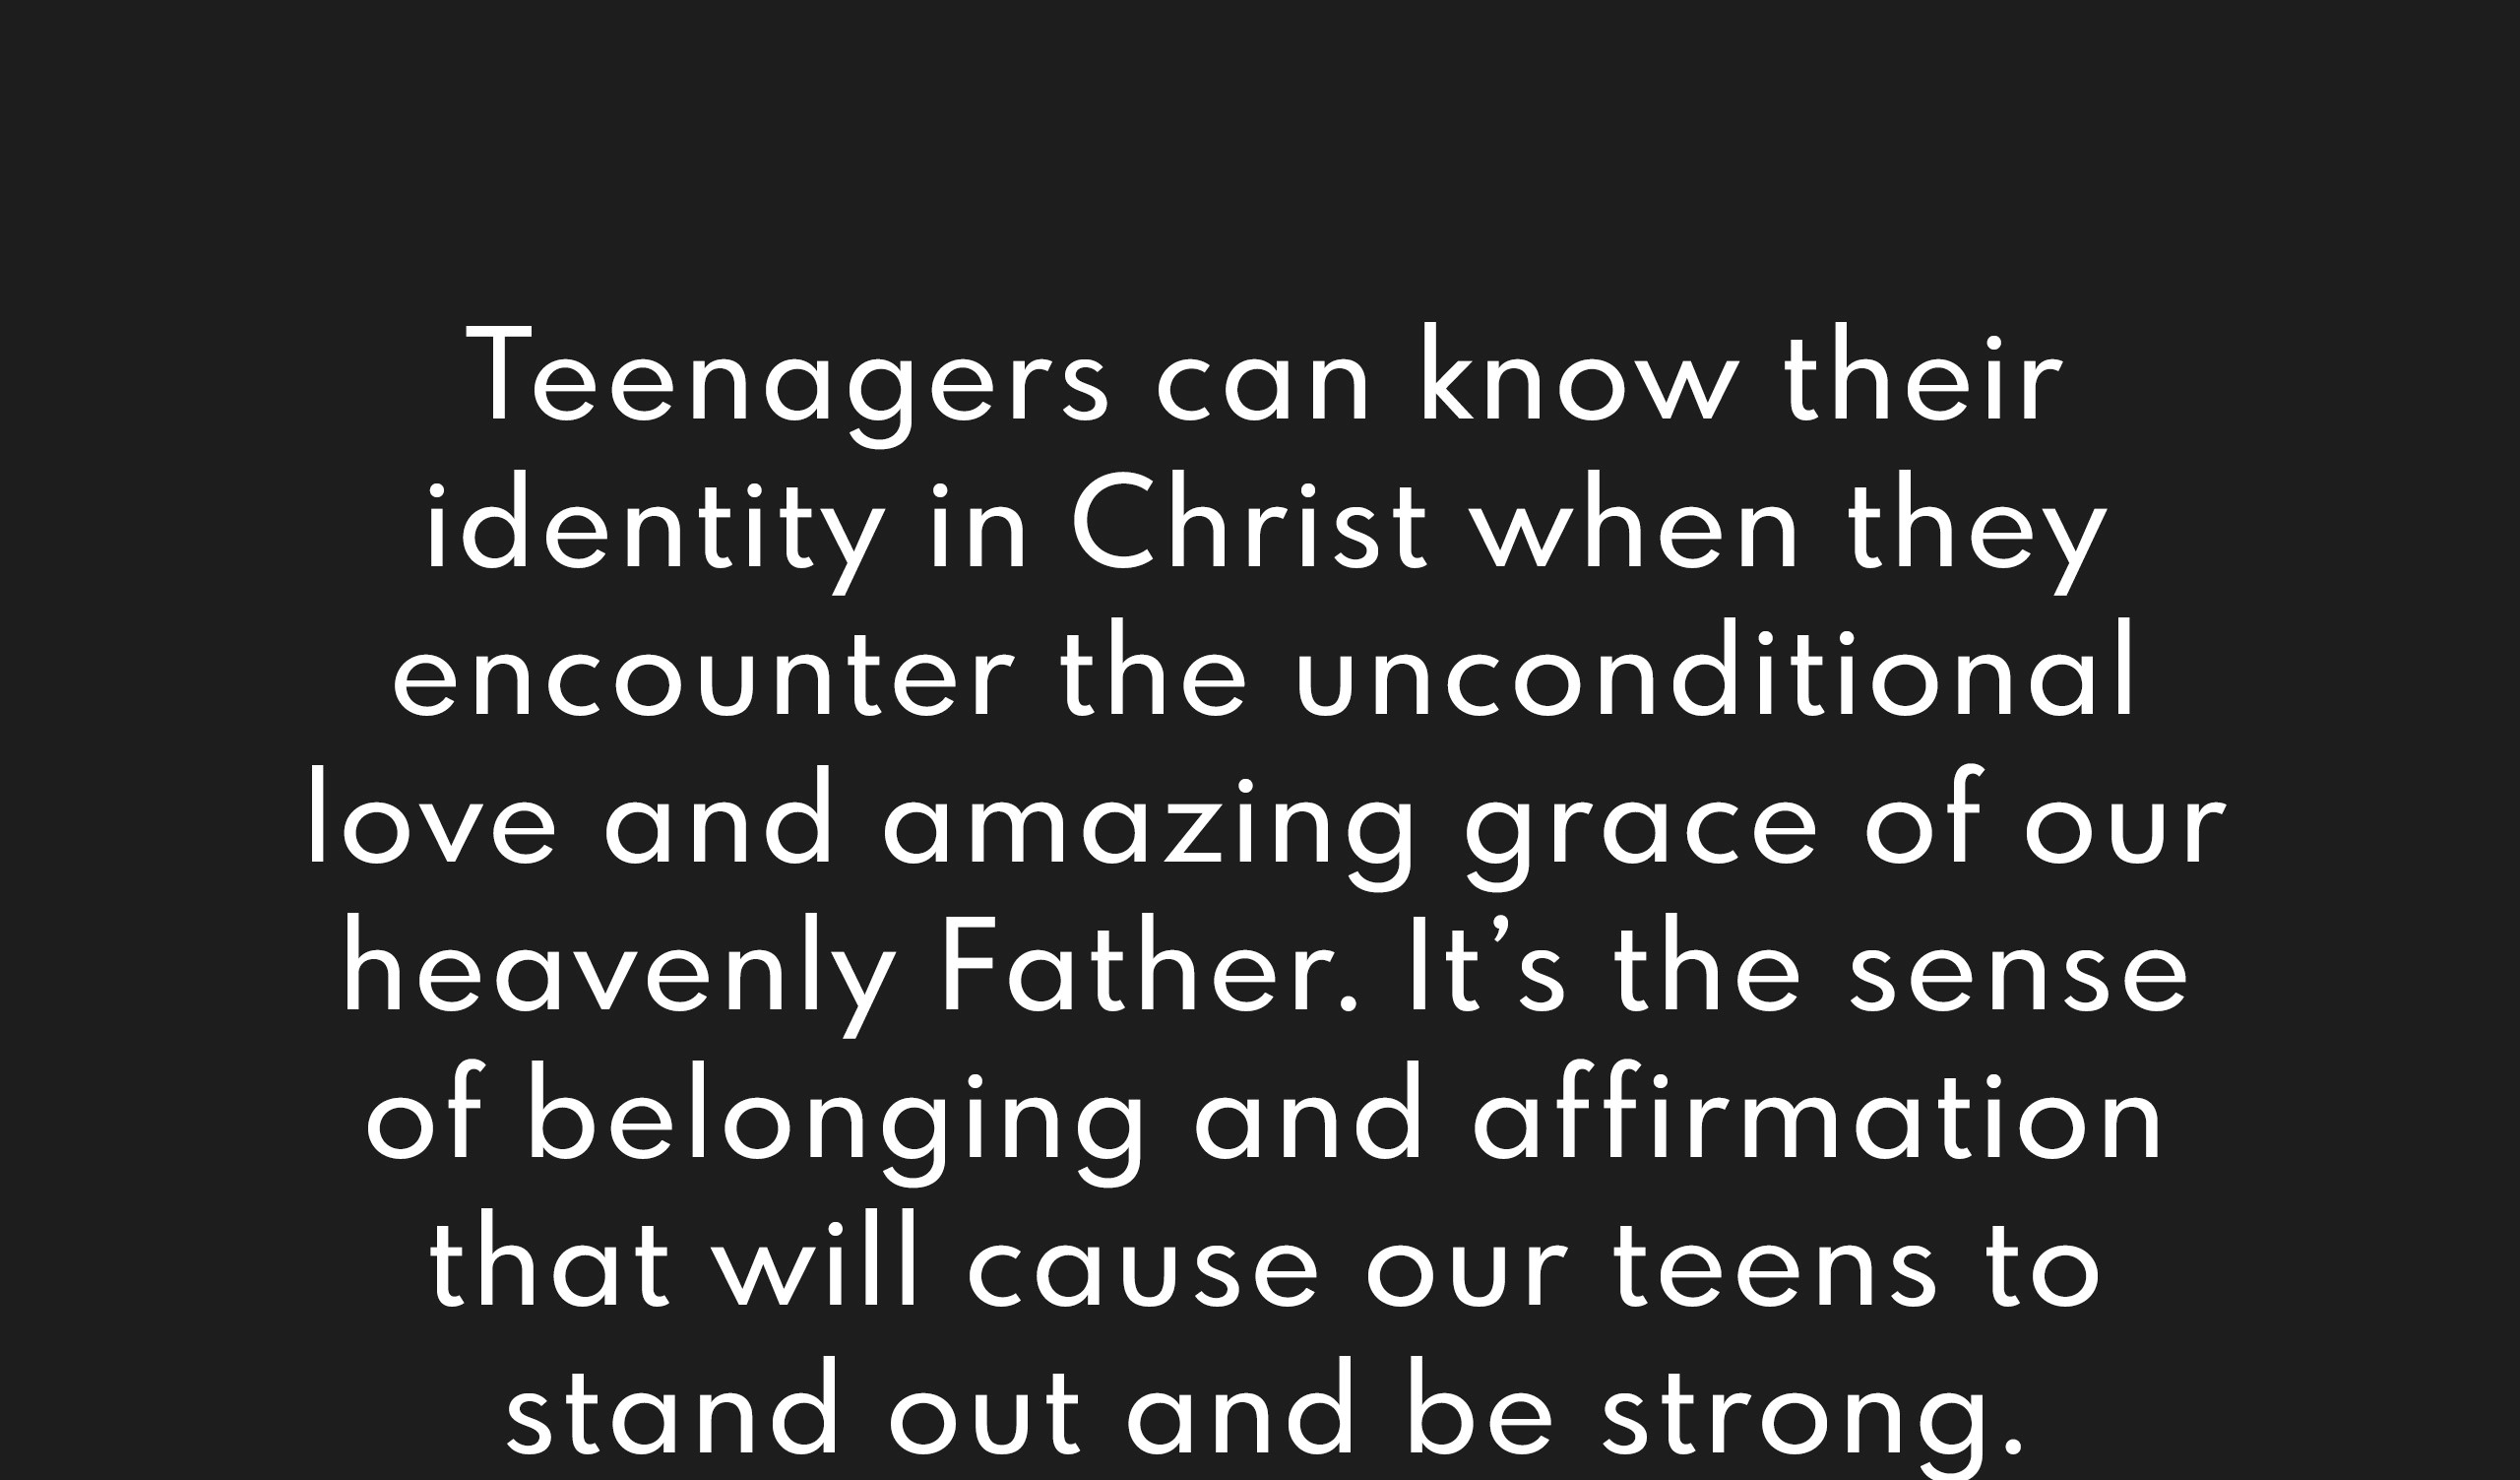 Teenagers can know their
identity in Christ when they
encounter the unconditional
love and amazing grace of our
heavenly Father. It’s the sense
of belonging and affirmation
that will cause our teens to
stand out and be strong.